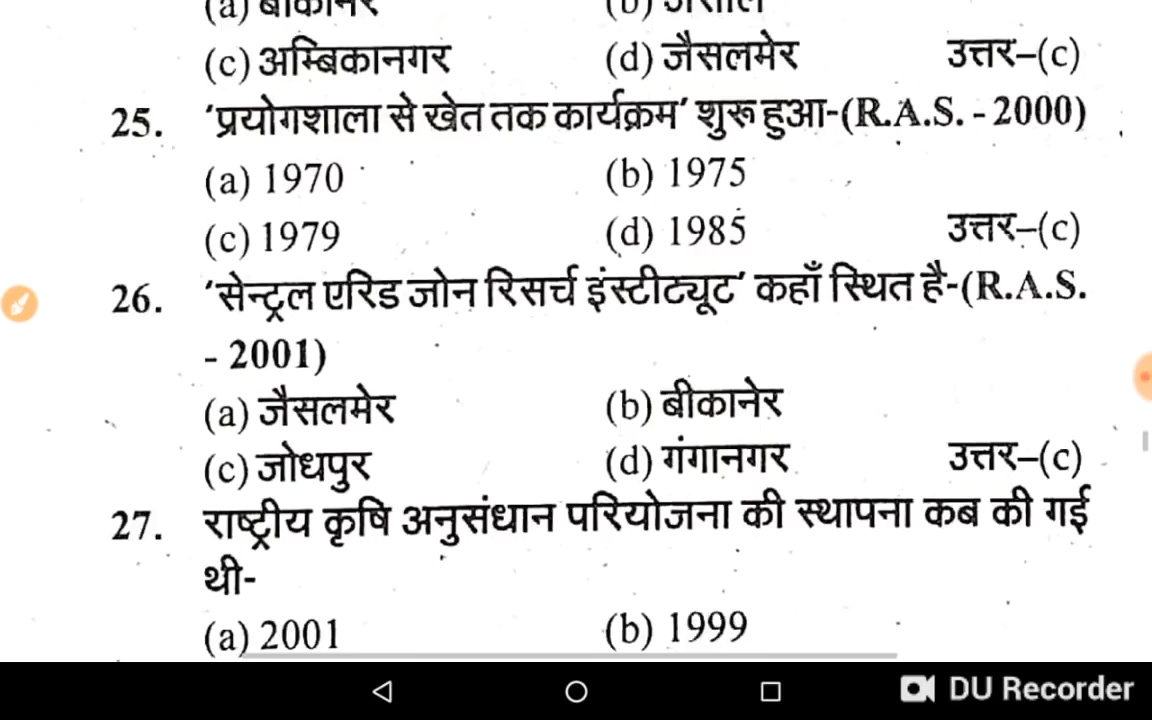 (a) बीकानेर
(c) अम्बिकानगर (d) जैसलमेर उत्तर–(c)
25. 'प्रयोगशाला से खेत तक कार्यक्रम' शुरू हुआ-(R.A.S. - 2000)
(a) 1970 (b) 1975
(c) 1979 (d) 1985 उत्तर–(c)
26. 'सेन्ट्रल एरिड जोन रिसर्च इंस्टीट्यूट' कहाँ स्थित है-(R.A.S.
- 2001)
(a) जैसलमेर (b) बीकानेर
(c) जोधपुर (d) गंगानगर उत्तर–(c)
27. राष्ट्रीय कृषि अनुसंधान परियोजना की स्थापना कब की गई
थी-
(a) 2001 (b) 1999
DU Recorder